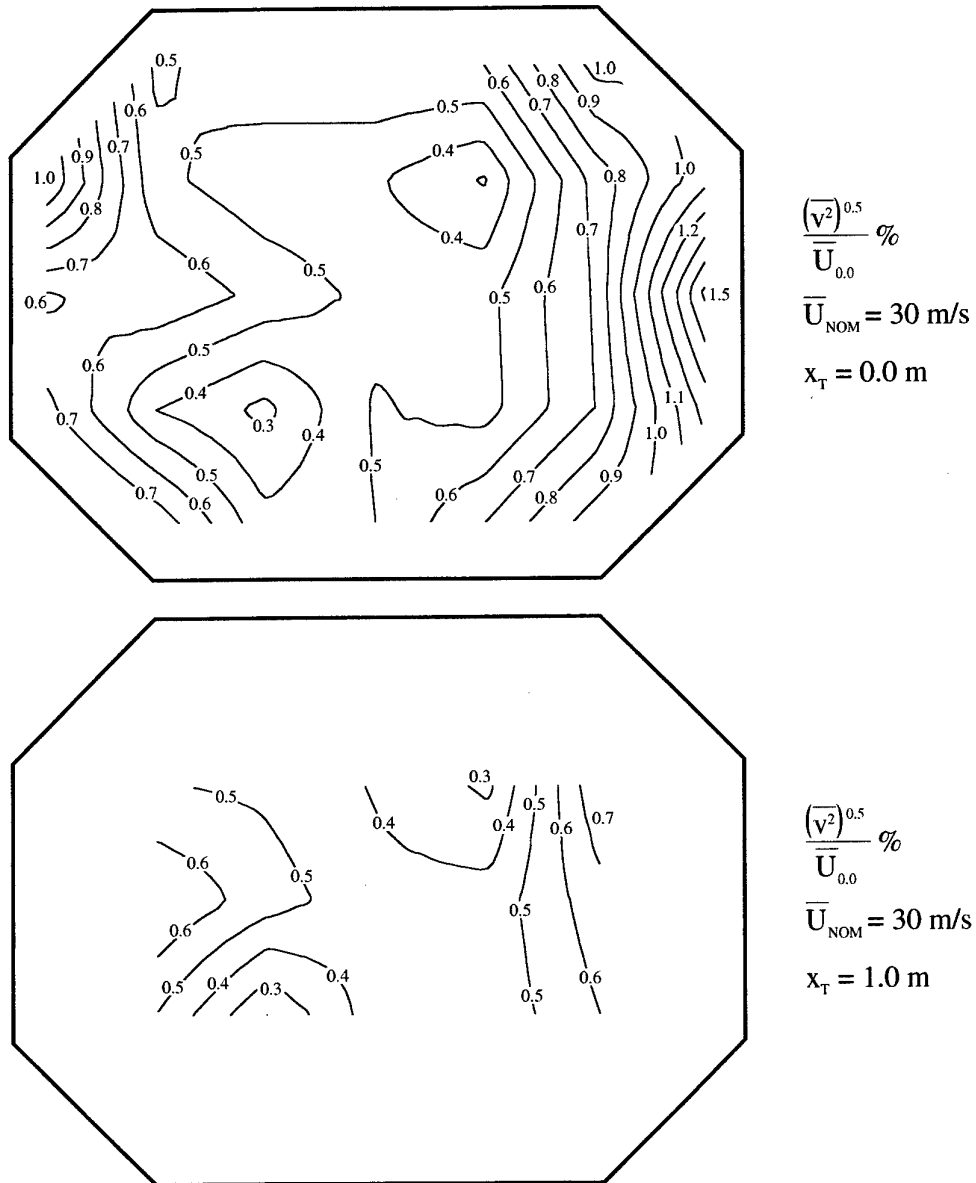 0.5
1.0
0.6 0.8
0.6 0.7 0.9
0.5
0.9 0.7 0.5 0.4
1.0 0.8 1.0
0.8
0.7 1.2
0.4
0.7 0.6 0.5
0.6 0.5 0.6 1.5
0.5
0.6 0.4 1.1
0.7 0.3 0.4 1.0
0.5 0.5
0.7 0.6 0.6 0.7 0.8 0.9
(v²)^0.5
U0.0 %
UNOM = 30 m/s
xT = 0.0 m
0.3
0.5 0.5
0.4 0.4 0.6 0.7
0.6
0.5
0.6 0.5
0.5 0.4 0.3 0.4 0.5 0.6
(v²)^0.5
U0.0 %
UNOM = 30 m/s
xT = 1.0 m